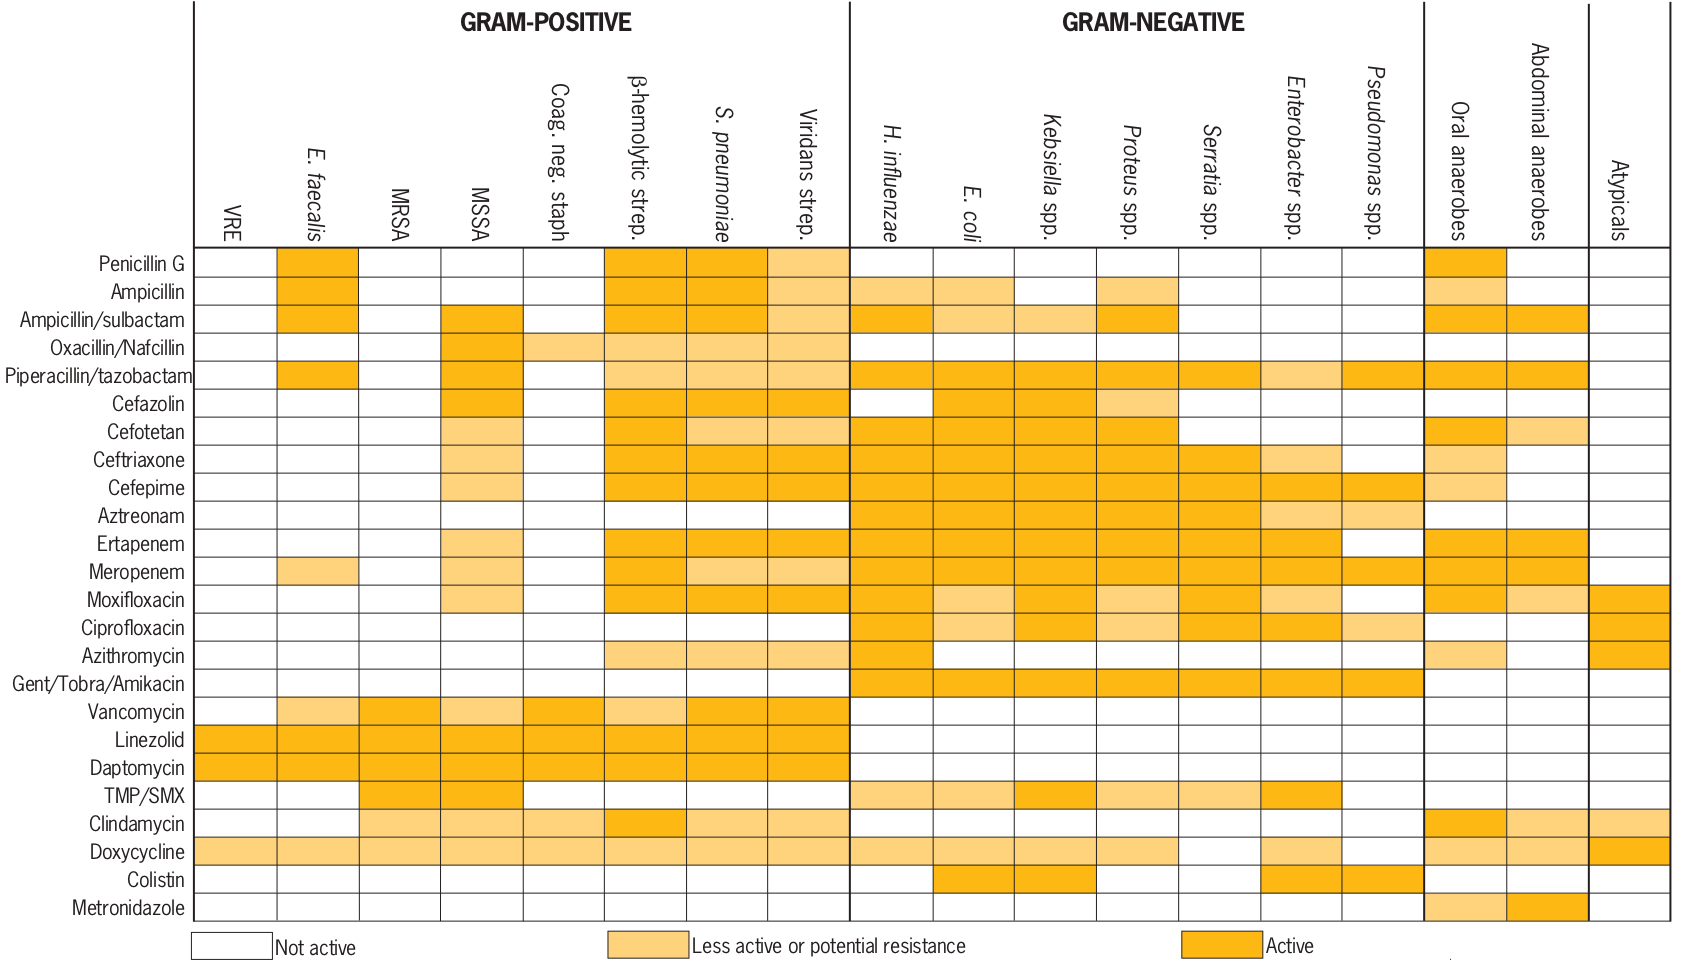 GRAM-POSITIVE
GRAM-NEGATIVE
VRE
E. faecalis
MRSA
MSSA
Coag. neg. staph
β-hemolytic strep.
S. pneumoniae
Viridans strep.
H. influenzae
E. coli
Kebsiella spp.
Proteus spp.
Serratia spp.
Enterobacter spp.
Pseudomonas spp.
Oral anaerobes
Abdominal anaerobes
Atypicals
Penicillin G
Ampicillin
Ampicillin/sulbactam
Oxacillin/Nafcillin
Piperacillin/tazobactam
Cefazolin
Cefotetan
Ceftriaxone
Cefepime
Aztreonam
Ertapenem
Meropenem
Moxifloxacin
Ciprofloxacin
Azithromycin
Gent/Tobra/Amikacin
Vancomycin
Linezolid
Daptomycin
TMP/SMX
Clindamycin
Doxycycline
Colistin
Metronidazole
Not active
Less active or potential resistance
Active